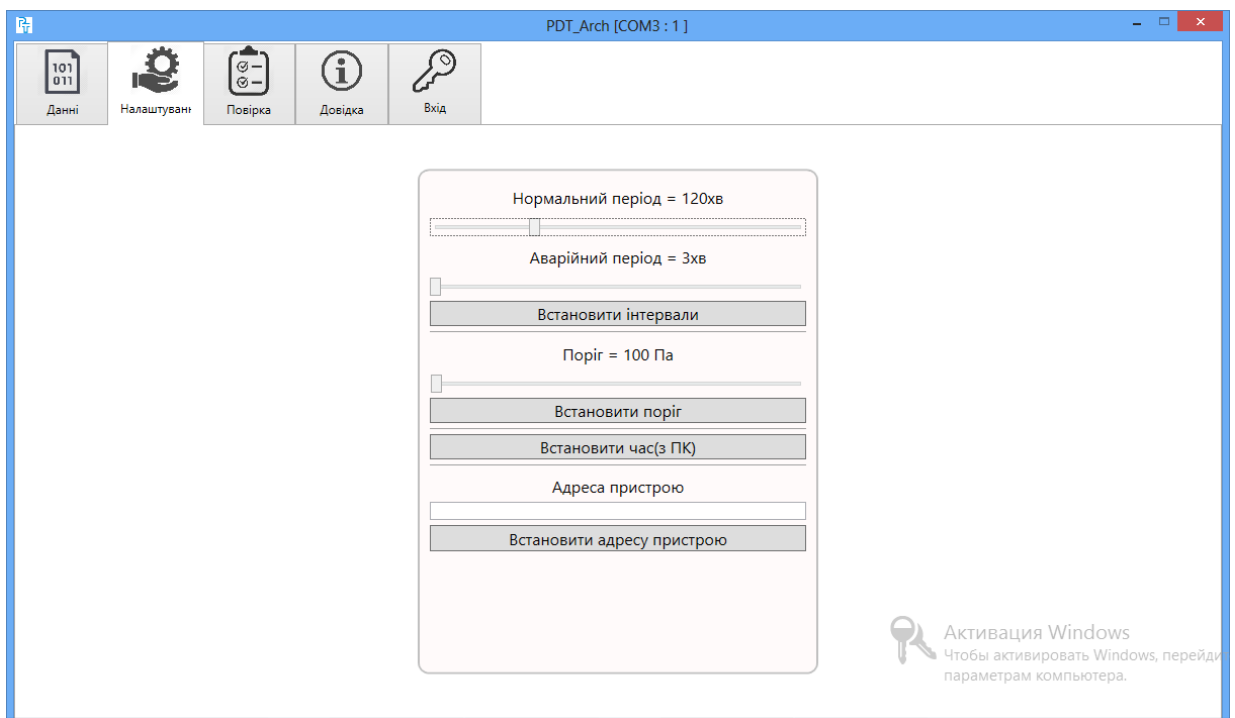 PDT_Arch [COM3 : 1 ]
101
011
Данні
Налаштуванн
Повірка
Довідка
Вхід
Нормальний період = 120хв
Аварійний період = 3хв
Встановити інтервали
Поріг = 100 Па
Встановити поріг
Встановити час(з ПК)
Адреса пристрою
Встановити адресу пристрою
Активация Windows
Чтобы активировать Windows, перейди
параметрам компьютера.